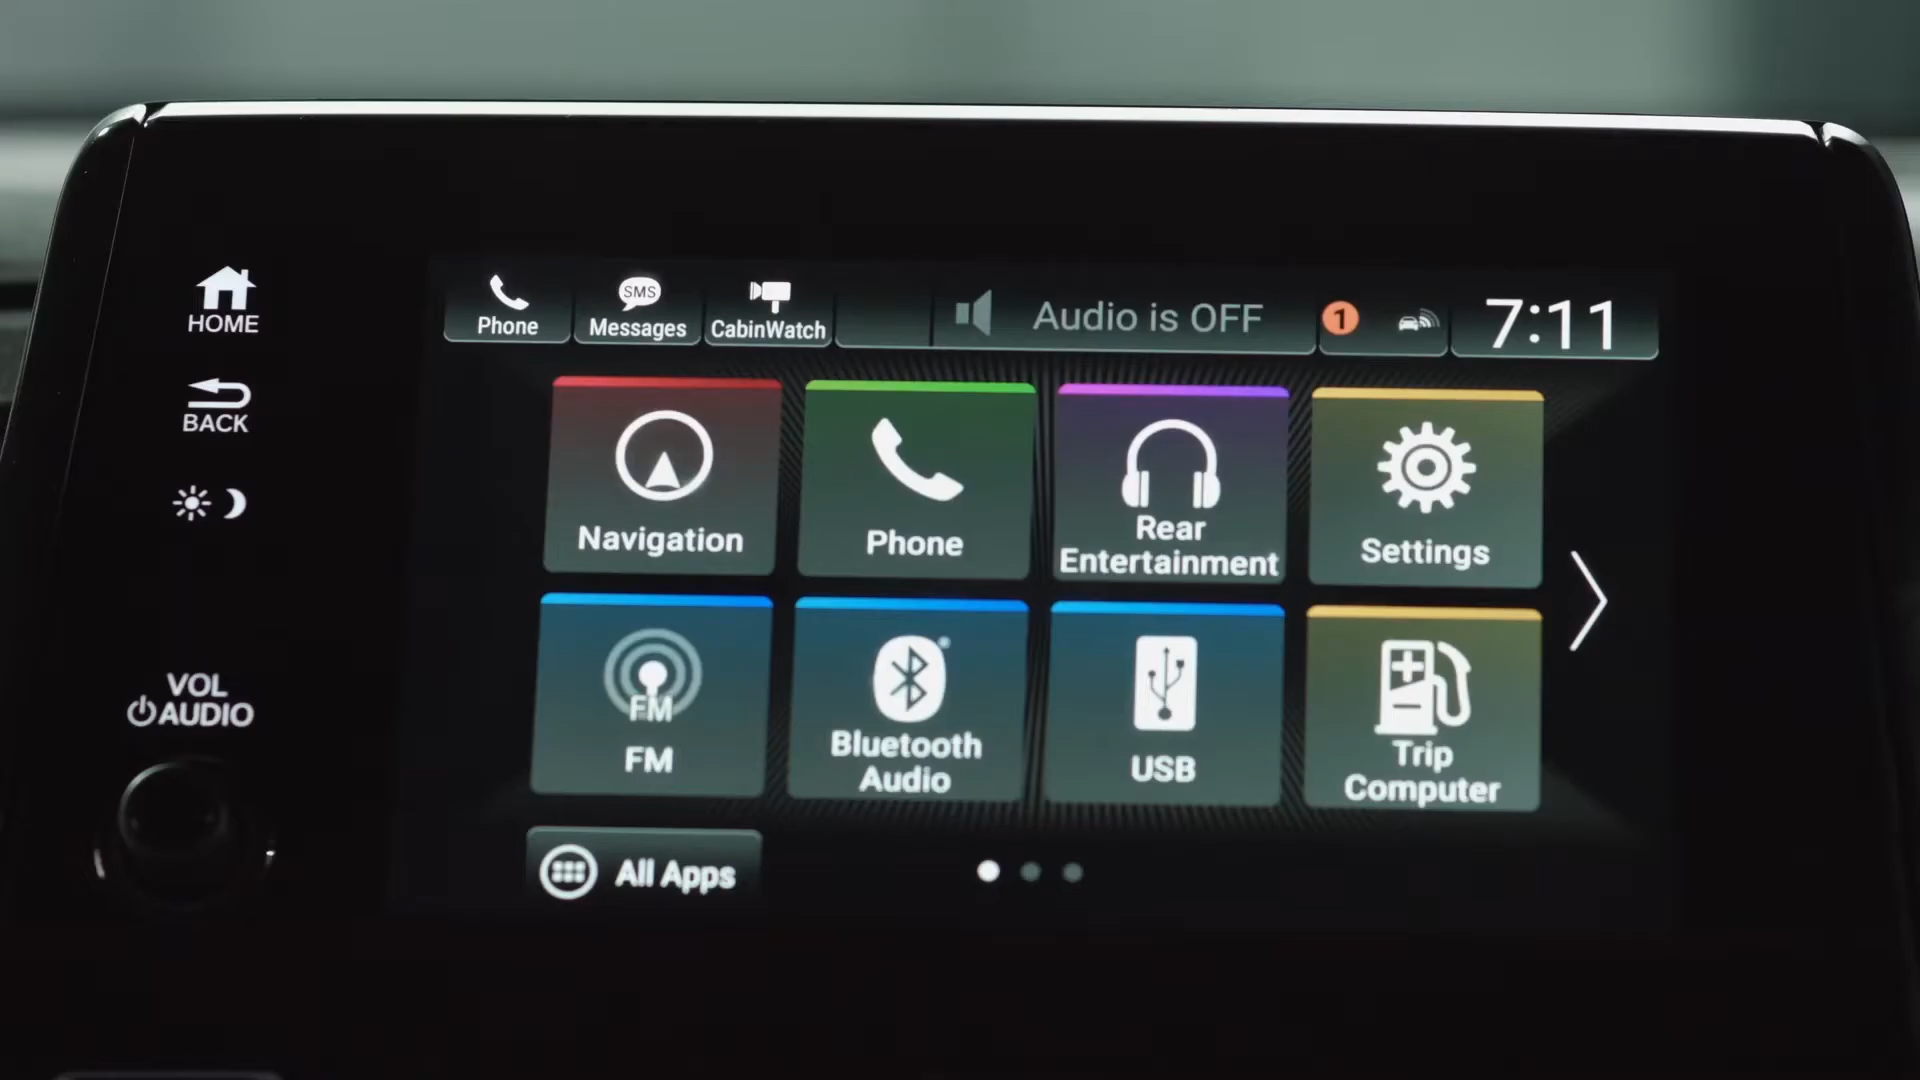 HOME
BACK
VOL
AUDIO
Phone
SMS
Messages
CabinWatch
Audio is OFF
1
7:11
Navigation
Phone
Rear
Entertainment
Settings
FM
FM
Bluetooth
Audio
USB
Trip
Computer
All Apps